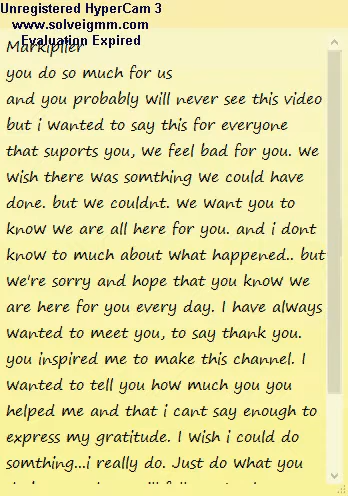 Unregistered HyperCam 3
www.solveigmm.com
Evaluation Expired
Markiplier
you do so much for us
and you probably will never see this video
but i wanted to say this for everyone
that suports you, we feel bad for you. we
wish there was somthing we could have
done. but we couldnt. we want you to
know we are all here for you. and i dont
know to much about what happened.. but
we're sorry and hope that you know we
are here for you every day. I have always
wanted to meet you, to say thank you.
you inspired me to make this channel. I
wanted to tell you how much you you
helped me and that i cant say enough to
express my gratitude. I wish i could do
somthing...i really do. Just do what you